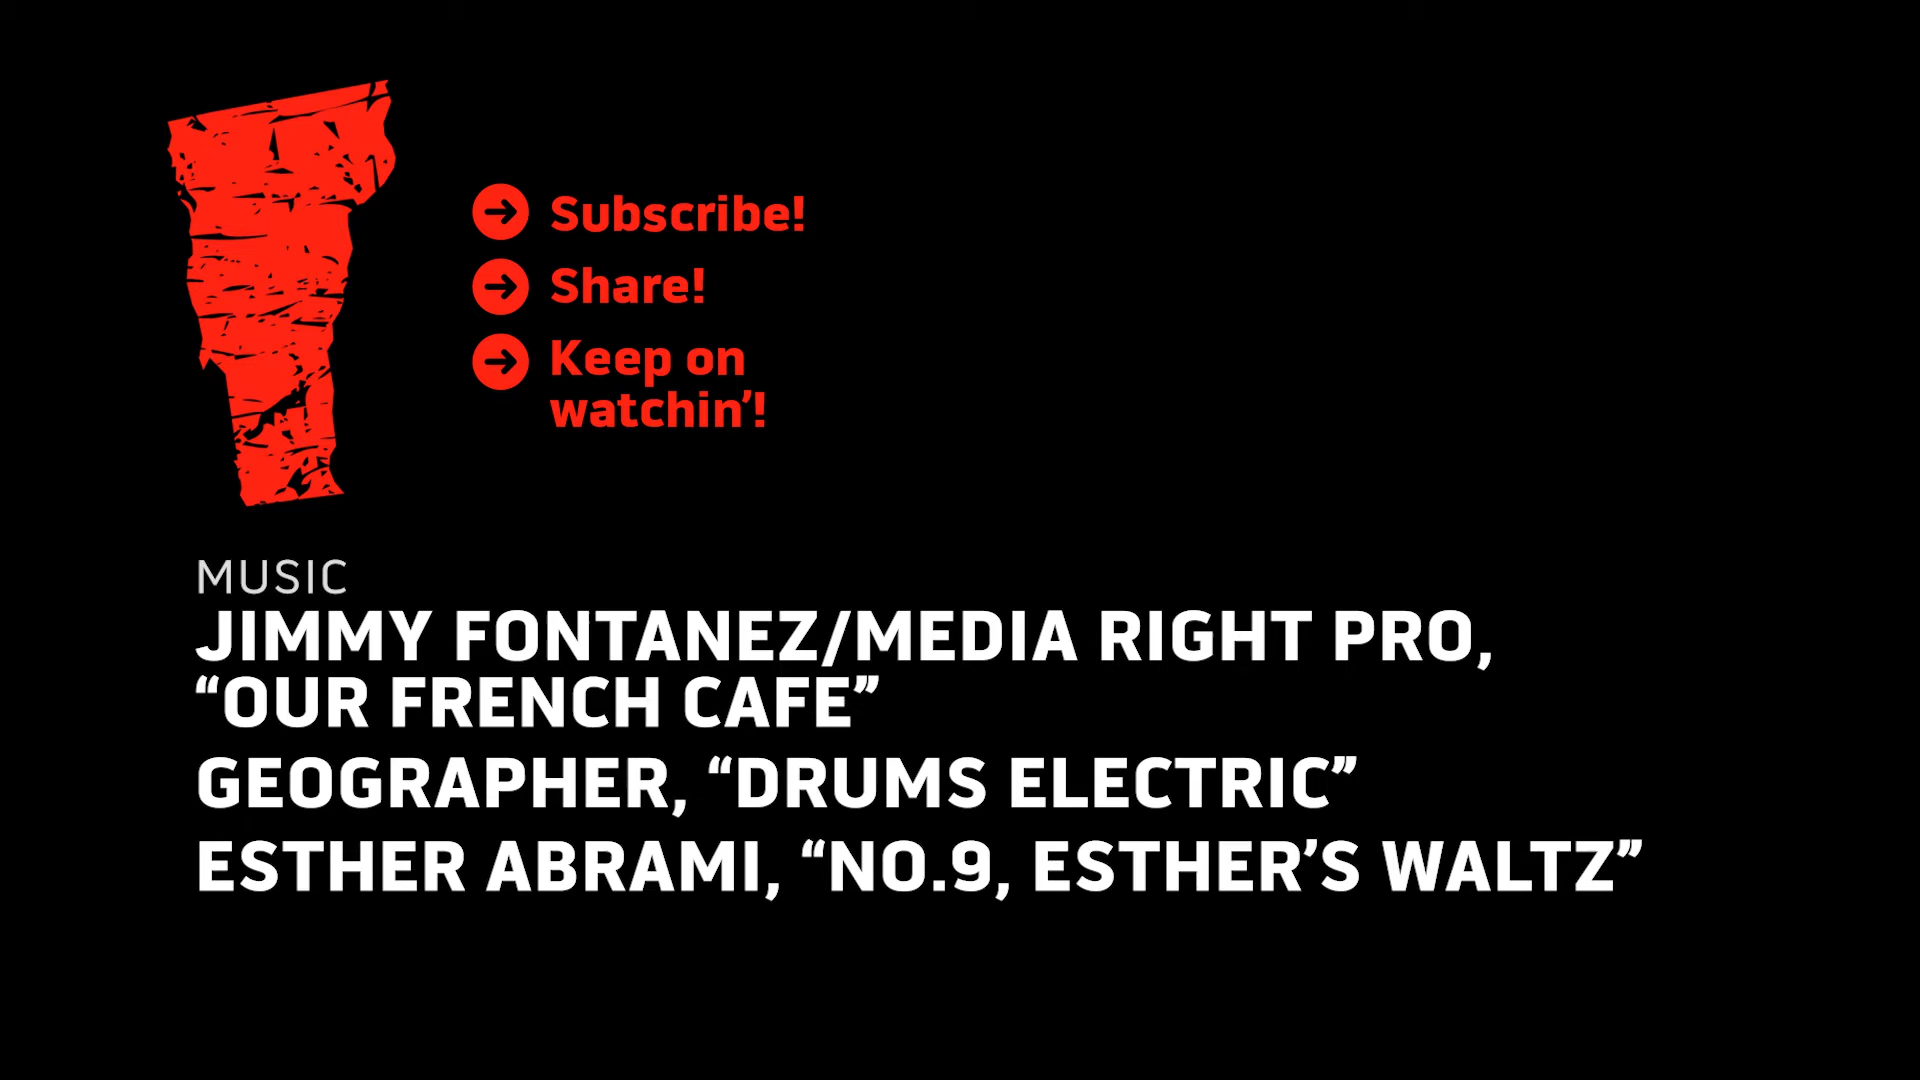 Subscribe!
Share!
Keep on
watchin’!
MUSIC
JIMMY FONTANEZ/MEDIA RIGHT PRO,
“OUR FRENCH CAFE”
GEOGRAPHER, “DRUMS ELECTRIC”
ESTHER ABRAMI, “NO.9, ESTHER’S WALTZ”